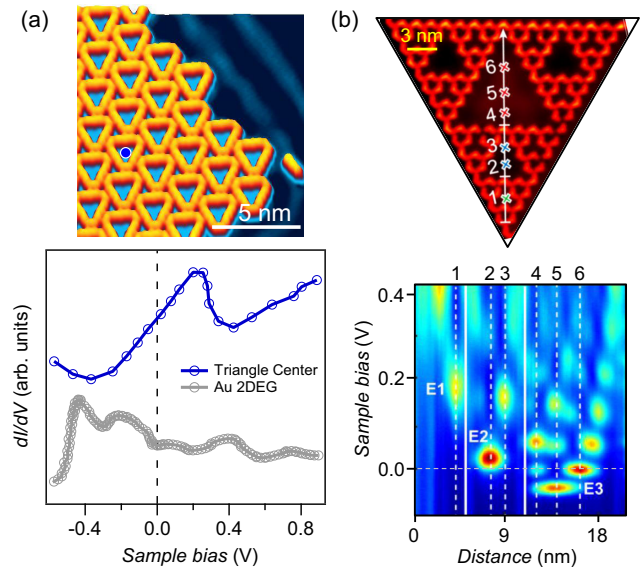 (a)
5 nm
dI/dV (arb. units)
Triangle Center
Au 2DEG
-0.4
0.0
0.4
0.8
Sample bias (V)
(b)
3 nm
6
5
4
3
2
1
1 2 3 4 5 6
0.4
0.2
0.0
Sample bias (V)
E1
E2
E3
0
9
18
Distance (nm)